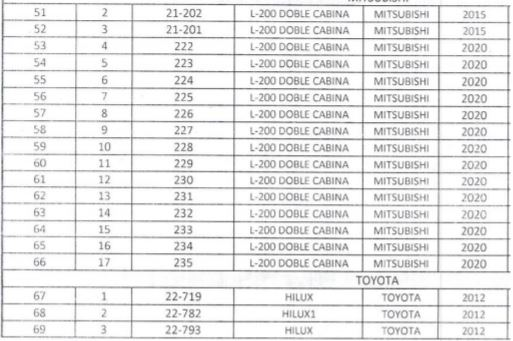 MITSUBISHI
51 2 21-202 L-200 DOBLE CABINA MITSUBISHI 2015
52 3 21-201 L-200 DOBLE CABINA MITSUBISHI 2015
53 4 222 L-200 DOBLE CABINA MITSUBISHI 2020
54 5 223 L-200 DOBLE CABINA MITSUBISHI 2020
55 6 224 L-200 DOBLE CABINA MITSUBISHI 2020
56 7 225 L-200 DOBLE CABINA MITSUBISHI 2020
57 8 226 L-200 DOBLE CABINA MITSUBISHI 2020
58 9 227 L-200 DOBLE CABINA MITSUBISHI 2020
59 10 228 L-200 DOBLE CABINA MITSUBISHI 2020
60 11 229 L-200 DOBLE CABINA MITSUBISHI 2020
61 12 230 L-200 DOBLE CABINA MITSUBISHI 2020
62 13 231 L-200 DOBLE CABINA MITSUBISHI 2020
63 14 232 L-200 DOBLE CABINA MITSUBISHI 2020
64 15 233 L-200 DOBLE CABINA MITSUBISHI 2020
65 16 234 L-200 DOBLE CABINA MITSUBISHI 2020
66 17 235 L-200 DOBLE CABINA MITSUBISHI 2020
TOYOTA
67 1 22-719 HILUX TOYOTA 2012
68 2 22-782 HILUX1 TOYOTA 2012
69 3 22-793 HILUX TOYOTA 2012